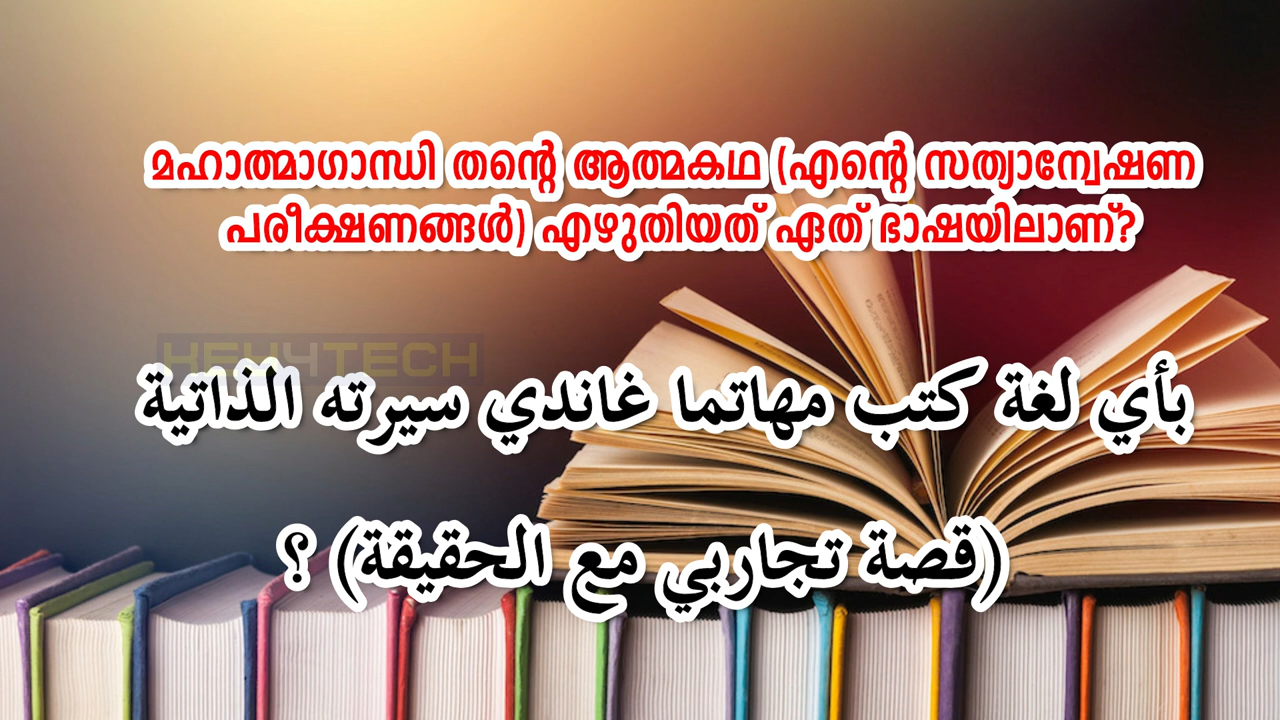 മഹാത്മാഗാന്ധി തന്റെ ആത്മകഥ (എന്റെ സത്യാന്വേഷണ
പരീക്ഷണങ്ങൾ) എഴുതിയത് ഏത് ഭാഷയിലാണ്?
KEY4TECH
بأي لغة كتب مهاتما غاندي سيرته الذاتية
(قصة تجاربي مع الحقيقة) ؟